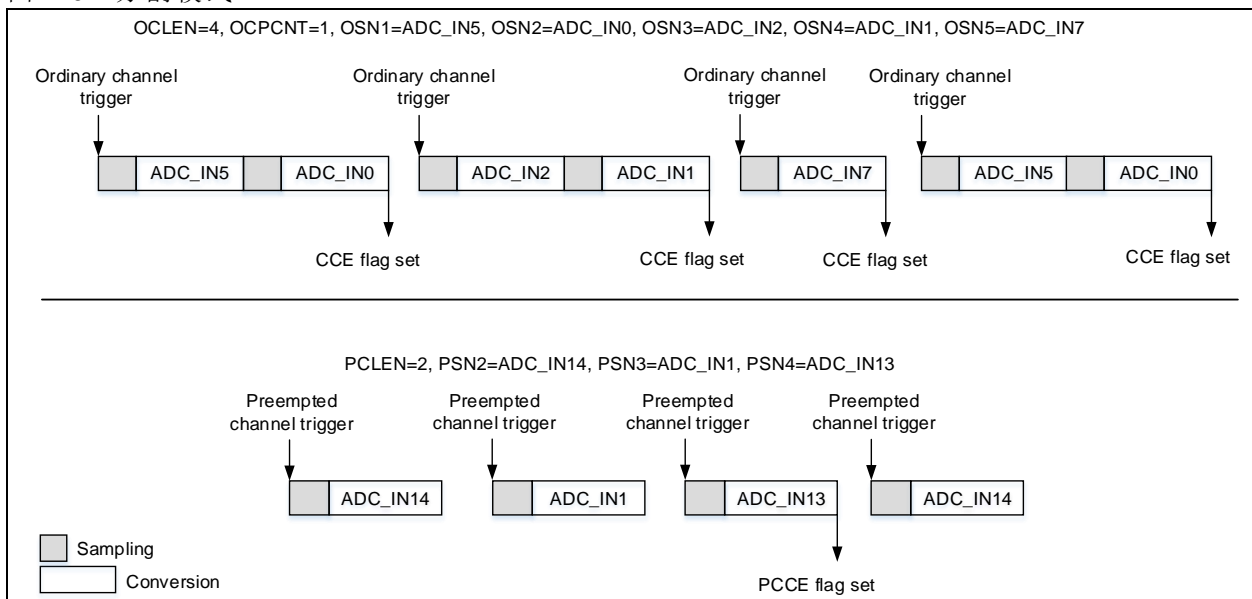 OCLEN=4, OCPCNT=1, OSN1=ADC_IN5, OSN2=ADC_IN0, OSN3=ADC_IN2, OSN4=ADC_IN1, OSN5=ADC_IN7
Ordinary channel
trigger
Ordinary channel
trigger
Ordinary channel
trigger
Ordinary channel
trigger
ADC_IN5
ADC_IN0
ADC_IN2
ADC_IN1
ADC_IN7
ADC_IN5
ADC_IN0
CCE flag set
CCE flag set
CCE flag set
CCE flag set
PCLEN=2, PSN2=ADC_IN14, PSN3=ADC_IN1, PSN4=ADC_IN13
Preempted
channel trigger
Preempted
channel trigger
Preempted
channel trigger
Preempted
channel trigger
ADC_IN14
ADC_IN1
ADC_IN13
ADC_IN14
Sampling
Conversion
PCCE flag set